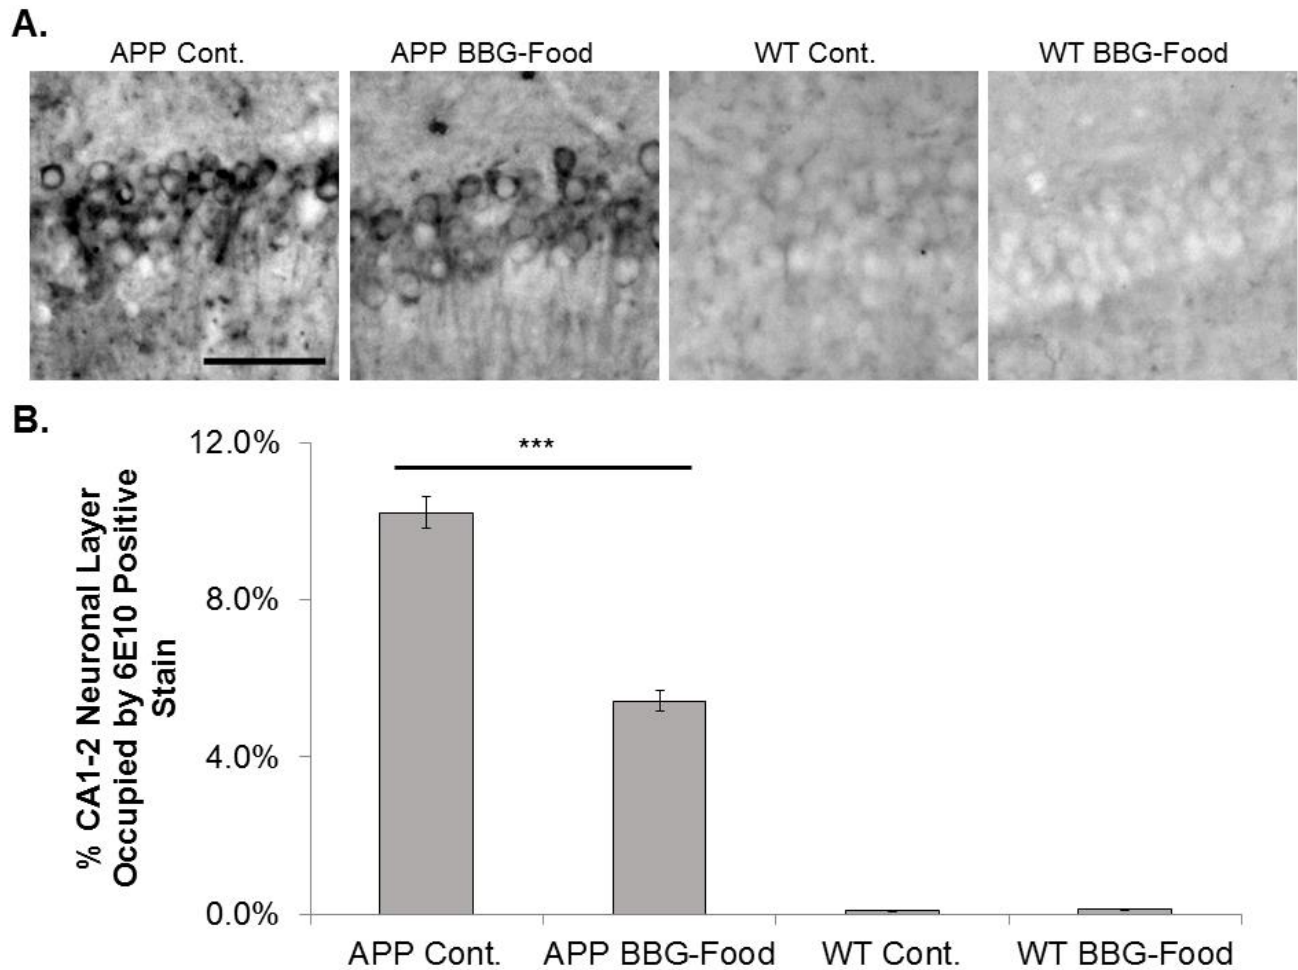 A.
APP Cont. APP BBG-Food WT Cont. WT BBG-Food
B.
% CA1-2 Neuronal Layer
Occupied by 6E10 Positive
Stain
12.0%
8.0%
4.0%
0.0%
***
APP Cont. APP BBG-Food WT Cont. WT BBG-Food